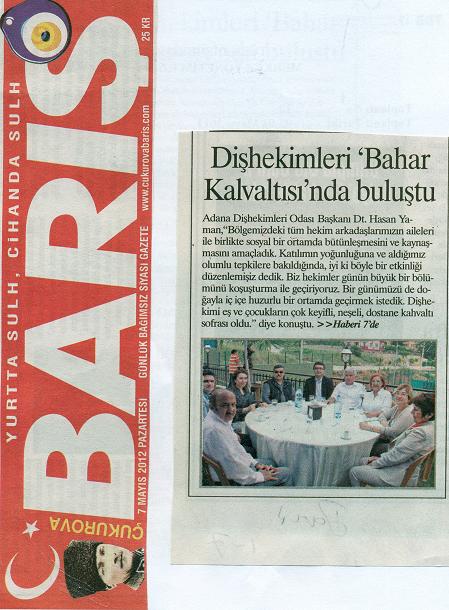 YURTTA SULH, CİHANDA SULH
ÇUKUROVA
BARIŞ
25 KR
7 MAYIS 2012 PAZARTESİ
GÜNLÜK BAĞIMSIZ SİYASİ GAZETE
www.cukurovabaris.com
Dişhekimleri ‘Bahar
Kalvaltısı’nda buluştu
Adana Dişhekimleri Odası Başkanı Dt. Hasan Ya-
man,“Bölgemizdeki tüm hekim arkadaşlarımızın aileleri
ile birlikte sosyal bir ortamda bütünleşmesini ve kaynaş-
masını amaçladık. Katılımın yoğunluğuna ve aldığımız
olumlu tepkilere bakıldığında, iyi ki böyle bir etkinliği
düzenlemişiz dedik. Biz hekimler günün büyük bir bölü-
münü koşuşturma ile geçiriyoruz. Bir günümüzü de do-
ğayla iç içe huzurlu bir ortamda geçirmek istedik. Dişhe-
kimi eş ve çocukların çok keyifli, neşeli, dostane kahvaltı
sofrası oldu.” diye konuştu. >>Haberi 7’de